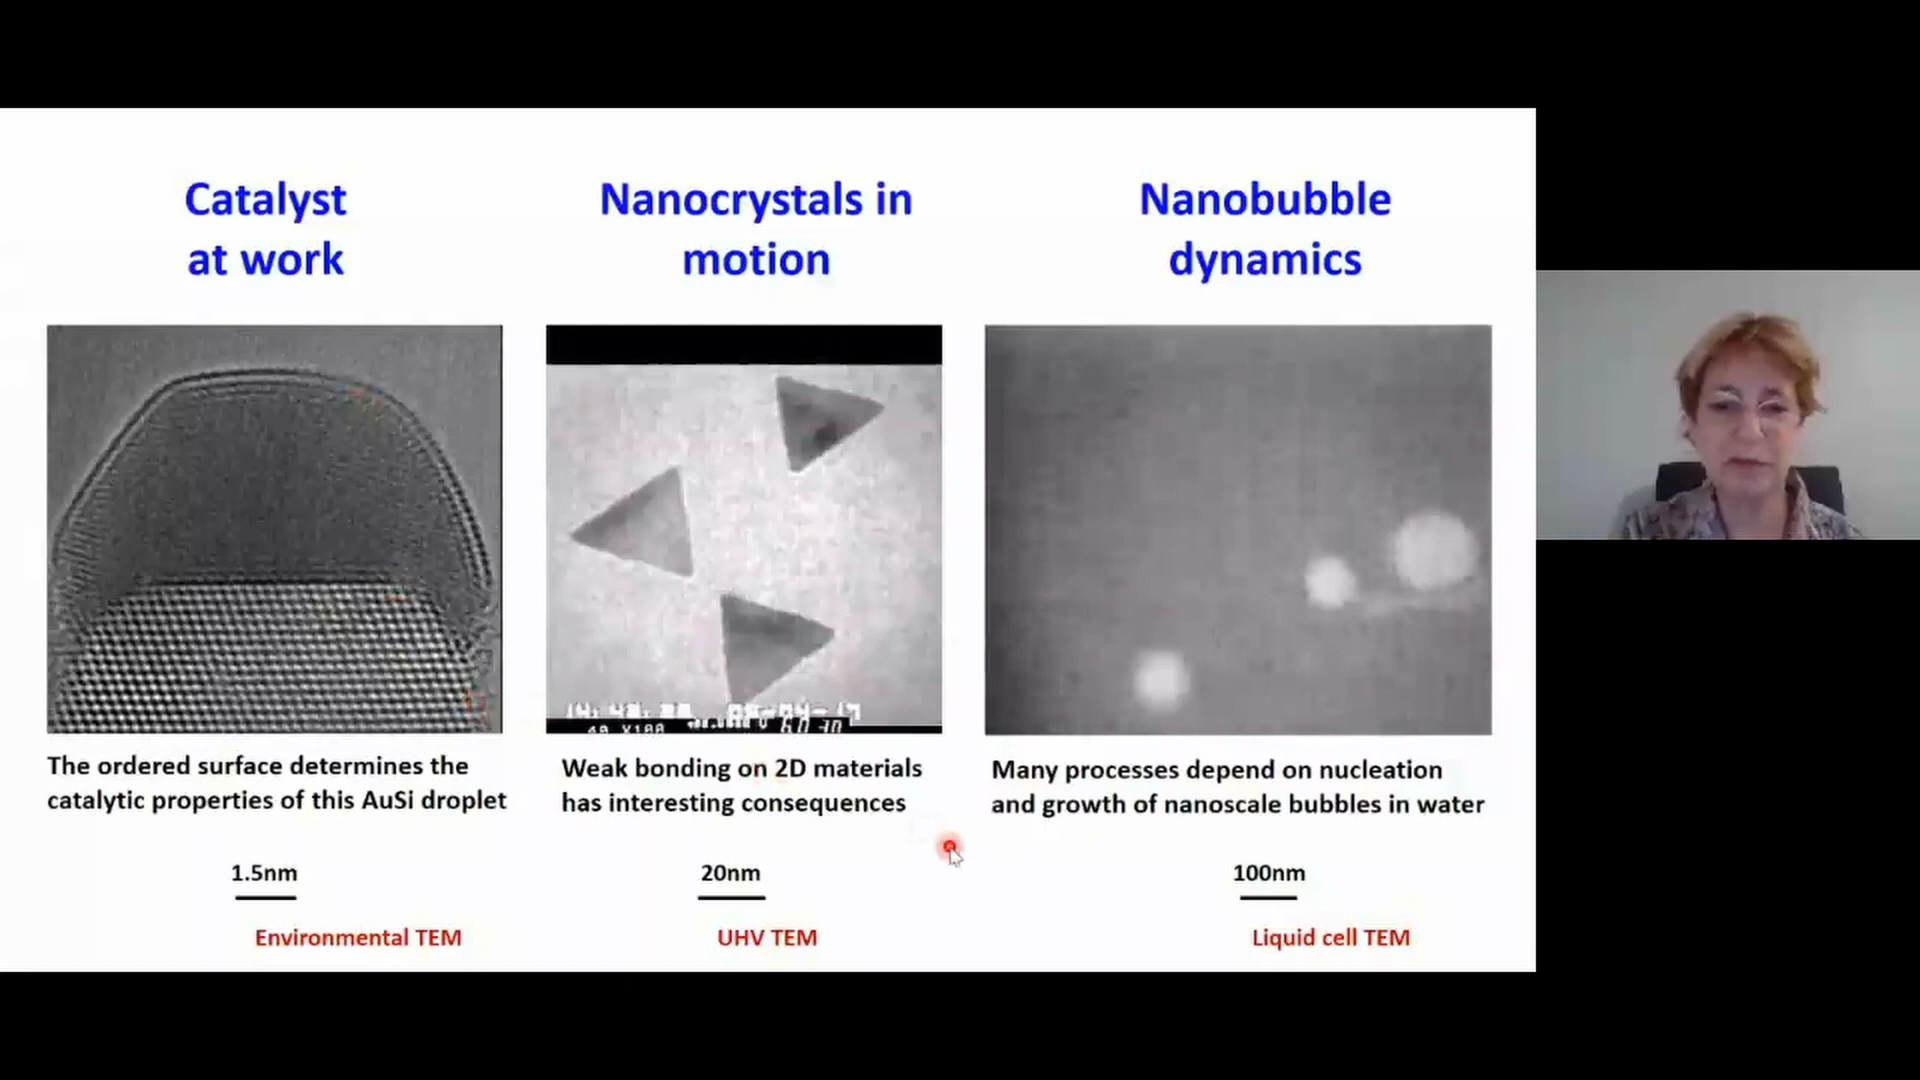 Catalyst
at work
Nanocrystals in
motion
Nanobubble
dynamics
The ordered surface determines the
catalytic properties of this AuSi droplet
Weak bonding on 2D materials
has interesting consequences
Many processes depend on nucleation
and growth of nanoscale bubbles in water
1.5nm
20nm
100nm
Environmental TEM
UHV TEM
Liquid cell TEM